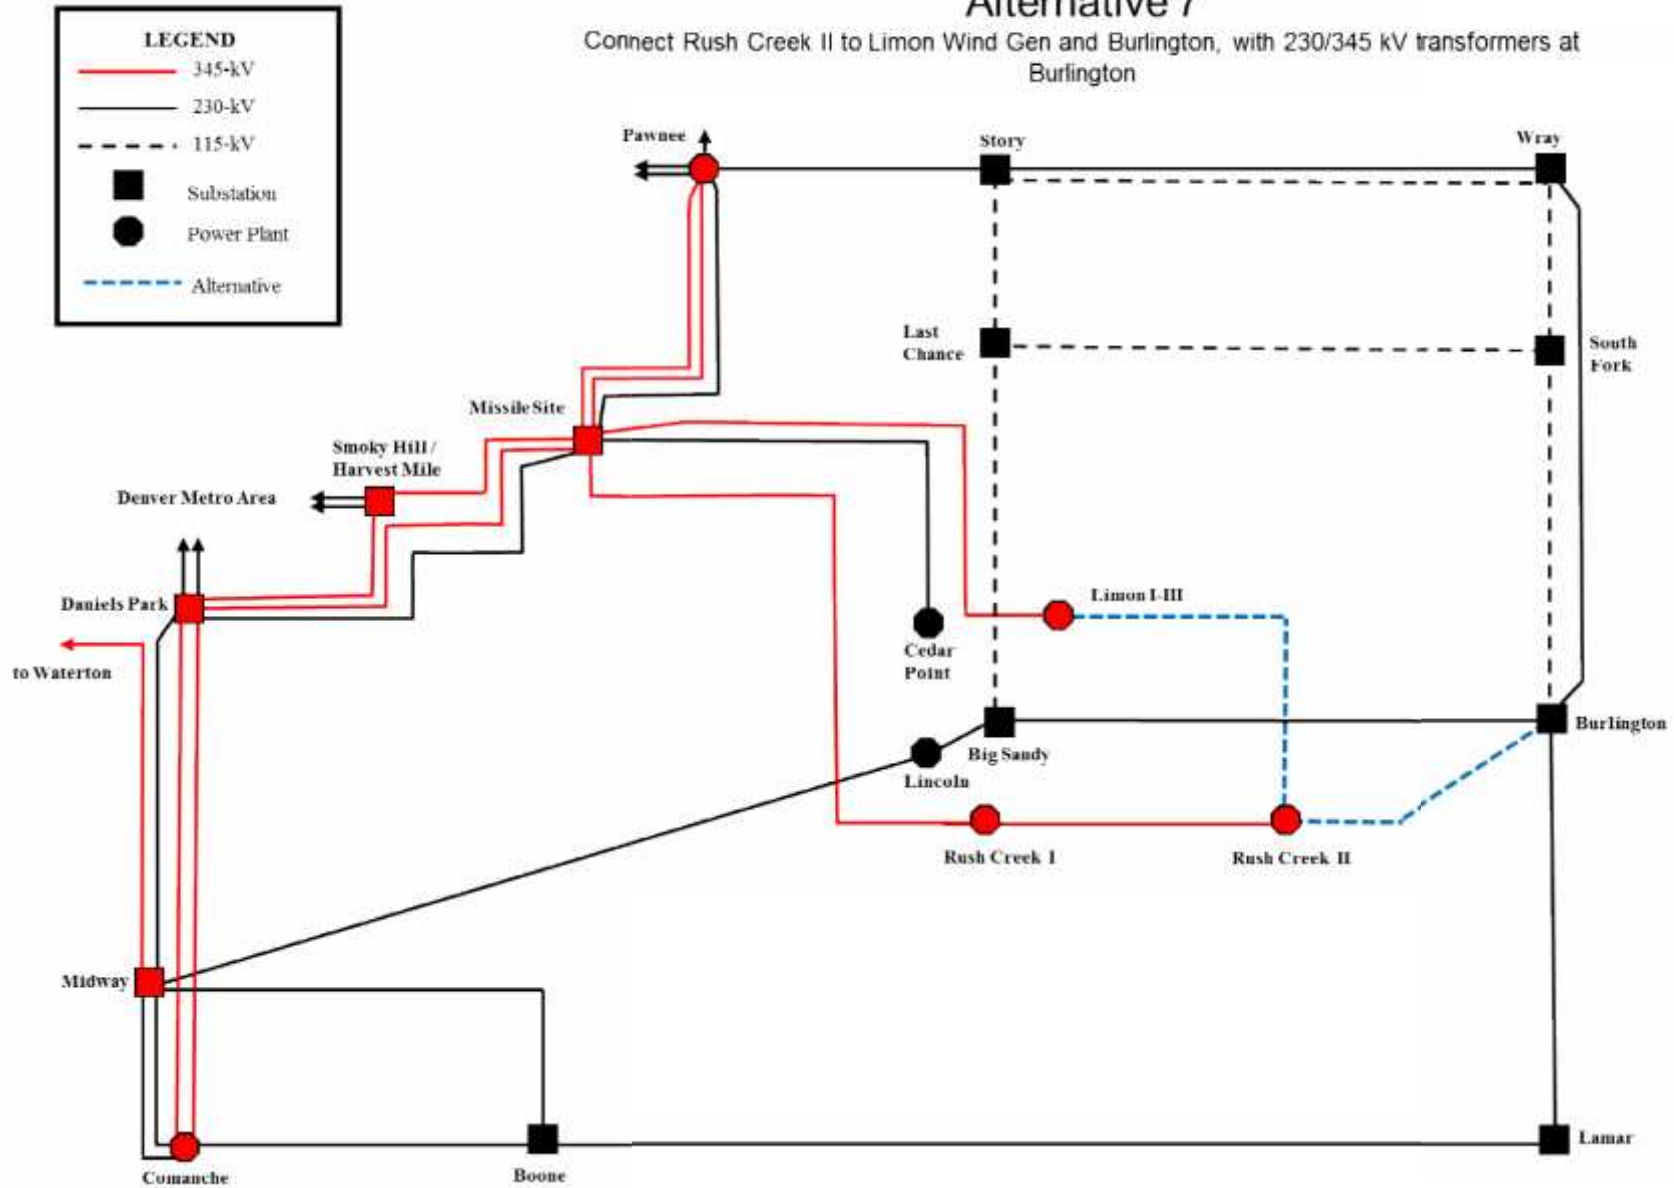 Alternative 7
Connect Rush Creek II to Limon Wind Gen and Burlington, with 230/345 kV transformers at
Burlington
LEGEND
345-kV
230-kV
115-kV
Substation
Power Plant
Alternative
Pawnee
Story
Wray
Last
Chance
South
Fork
Missile Site
Smoky Hill /
Harvest Mile
Denver Metro Area
Daniels Park
Limon I-III
to Waterton
Cedar
Point
Burlington
Big Sandy
Lincoln
Rush Creek I
Rush Creek II
Midway
Lamar
Comanche
Boone